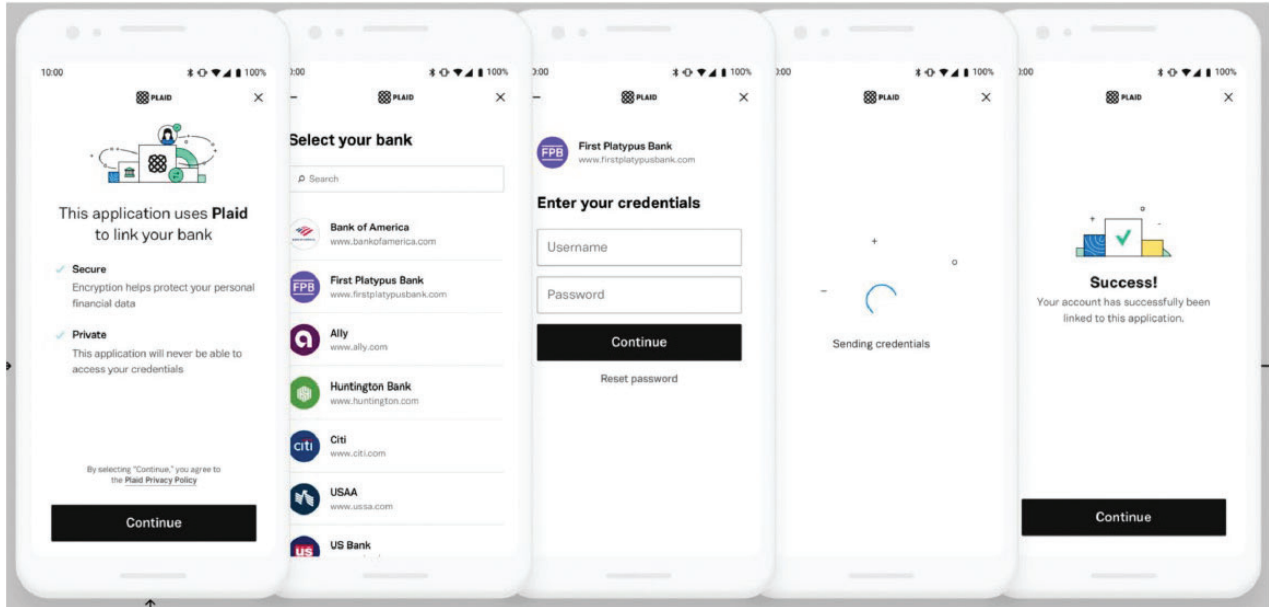 10:00 100%
PLAID
This application uses Plaid
to link your bank
Secure
Encryption helps protect your personal
financial data
Private
This application will never be able to
access your credentials
By selecting "Continue," you agree to
the Plaid Privacy Policy
Continue
:00 100%
PLAID
Select your bank
Search
Bank of America
www.bankofamerica.com
FPB
First Platypus Bank
www.firstplatypusbank.com
a
Ally
www.ally.com
Huntington Bank
www.huntington.com
citi
Citi
www.citi.com
USAA
www.ussa.com
us
US Bank
:00 100%
PLAID
FPB
First Platypus Bank
www.firstplatypusbank.com
Enter your credentials
Username
Password
Continue
Reset password
:00 100%
PLAID
Sending credentials
:00 100%
PLAID
Success!
Your account has successfully been
linked to this application.
Continue